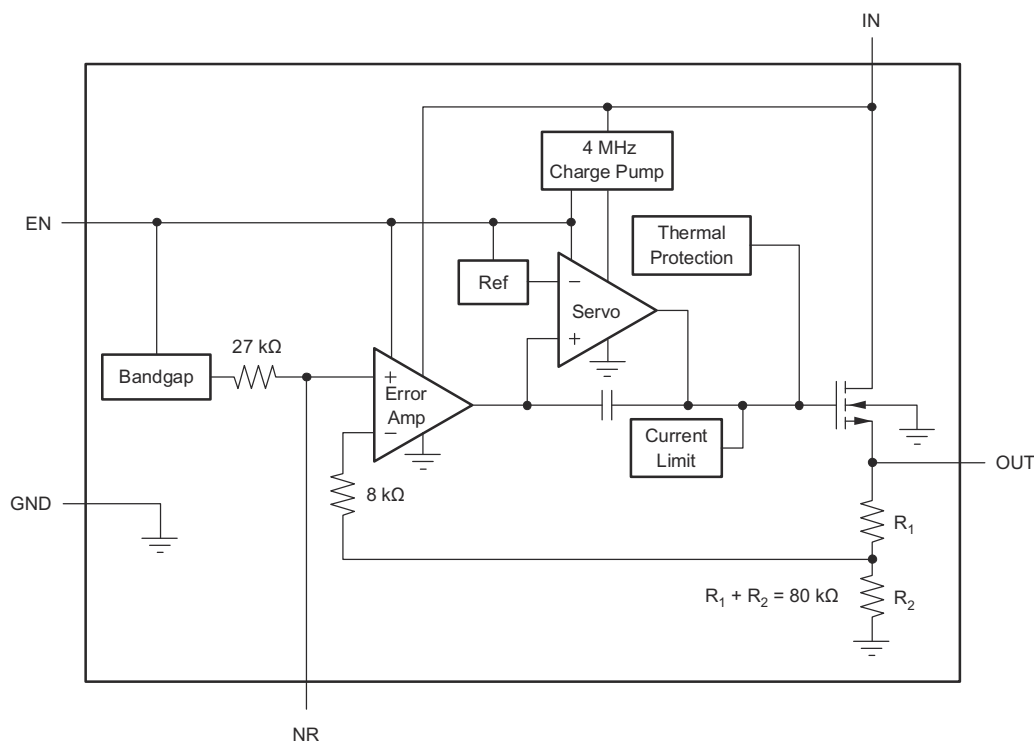 IN
4 MHz
Charge Pump
EN
Thermal
Protection
Ref
−
Servo
+
27 kΩ
Bandgap
+
Error
Amp
−
Current
Limit
OUT
8 kΩ
GND
R1
R1 + R2 = 80 kΩ
R2
NR